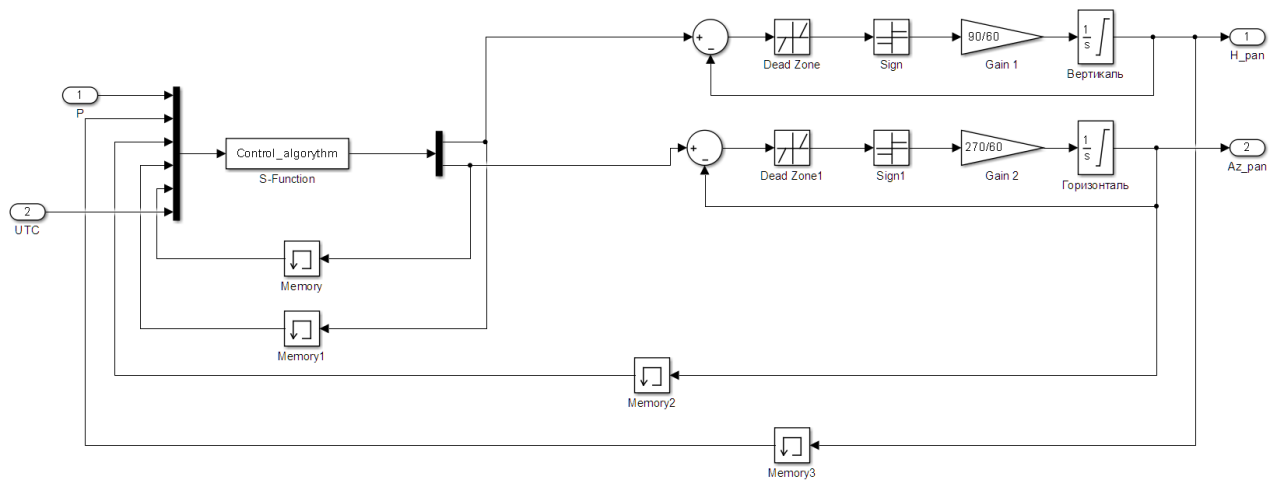 +
−
Dead Zone
Sign
90/60
Gain 1
1
s
Вертикаль
1
H_pan
1
P
Control_algorythm
S-Function
+
−
Dead Zone1
Sign1
270/60
Gain 2
1
s
Горизонталь
2
Az_pan
2
UTC
Memory
Memory1
Memory2
Memory3